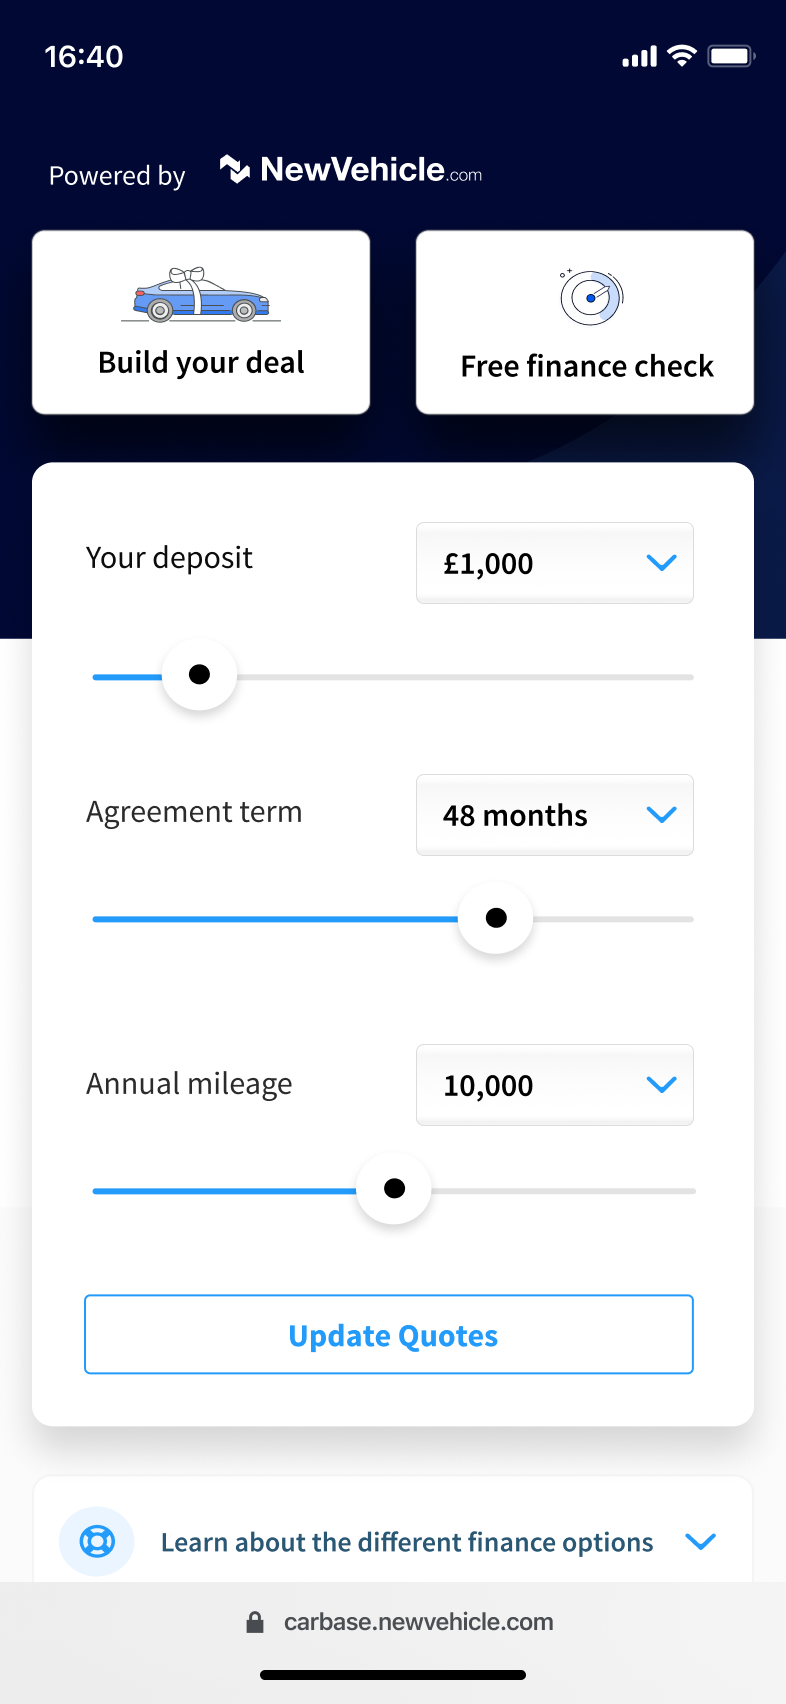 16:40
Powered by NewVehicle.com
Build your deal
Free finance check
Your deposit
£1,000
Agreement term
48 months
Annual mileage
10,000
Update Quotes
Learn about the different finance options
carbase.newvehicle.com